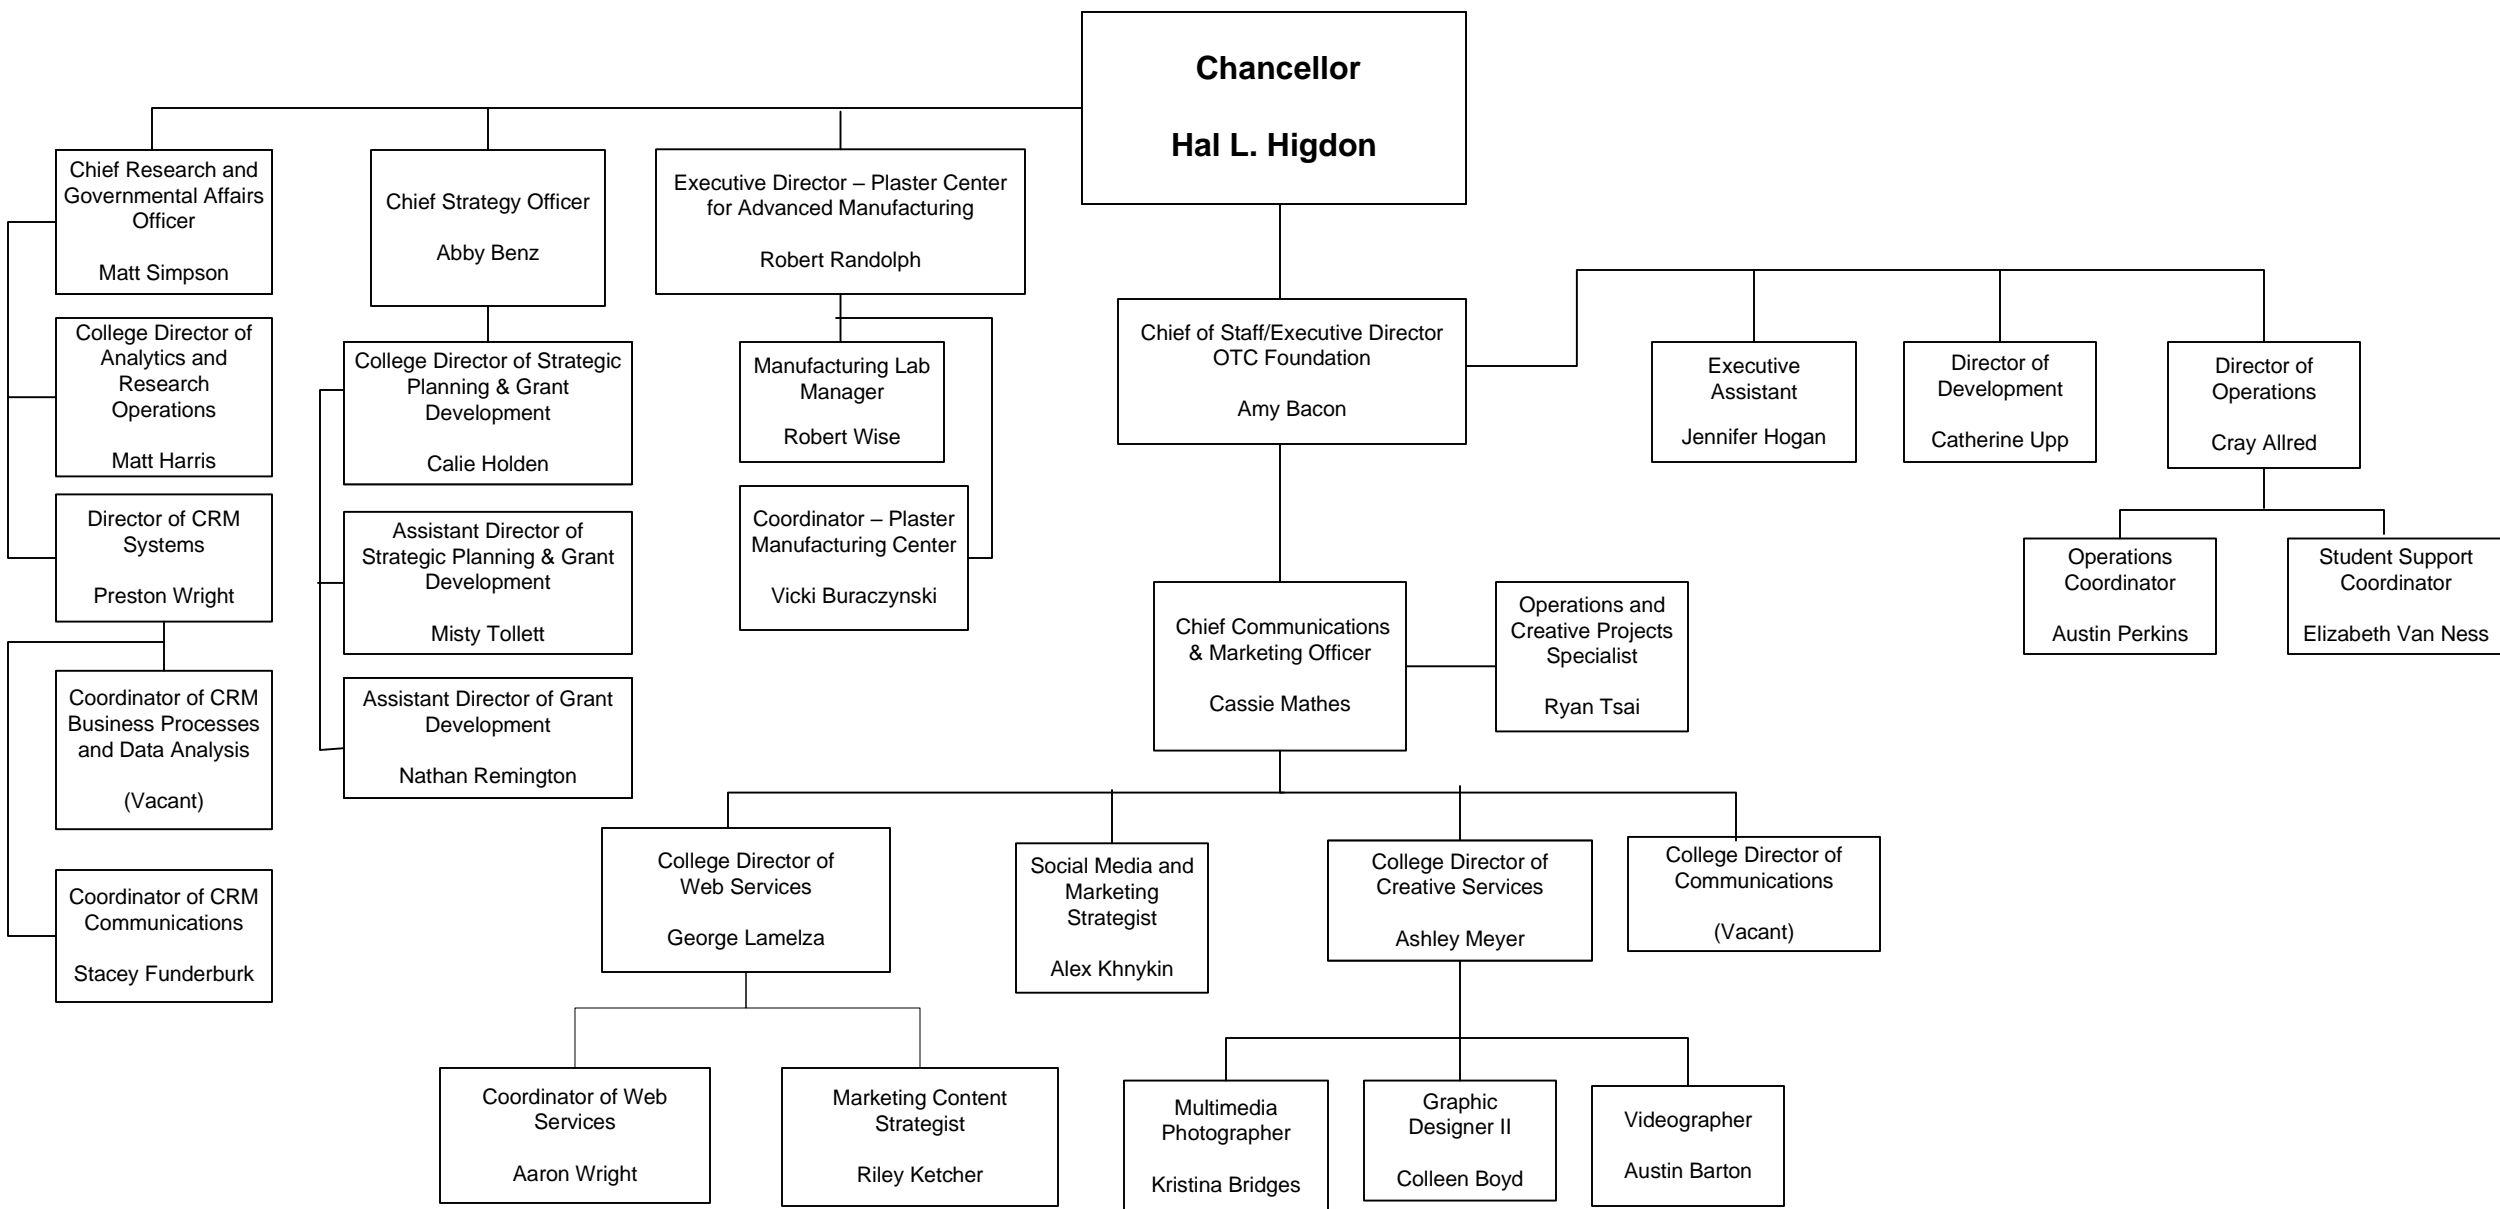 Chancellor
Hal L. Higdon
Chief Research and
Governmental Affairs
Officer
Matt Simpson
Chief Strategy Officer
Abby Benz
Executive Director – Plaster Center
for Advanced Manufacturing
Robert Randolph
College Director of
Analytics and
Research
Operations
Matt Harris
College Director of Strategic
Planning & Grant
Development
Calie Holden
Manufacturing Lab
Manager
Robert Wise
Chief of Staff/Executive Director
OTC Foundation
Amy Bacon
Executive
Assistant
Jennifer Hogan
Director of
Development
Catherine Upp
Director of
Operations
Cray Allred
Director of CRM
Systems
Preston Wright
Assistant Director of
Strategic Planning & Grant
Development
Misty Tollett
Coordinator – Plaster
Manufacturing Center
Vicki Buraczynski
Operations
Coordinator
Austin Perkins
Student Support
Coordinator
Elizabeth Van Ness
Chief Communications
& Marketing Officer
Cassie Mathes
Operations and
Creative Projects
Specialist
Ryan Tsai
Coordinator of CRM
Business Processes
and Data Analysis
(Vacant)
Assistant Director of Grant
Development
Nathan Remington
Coordinator of CRM
Communications
Stacey Funderburk
College Director of
Web Services
George Lamelza
Social Media and
Marketing
Strategist
Alex Khnykin
College Director of
Creative Services
Ashley Meyer
College Director of
Communications
(Vacant)
Coordinator of Web
Services
Aaron Wright
Marketing Content
Strategist
Riley Ketcher
Multimedia
Photographer
Kristina Bridges
Graphic
Designer II
Colleen Boyd
Videographer
Austin Barton